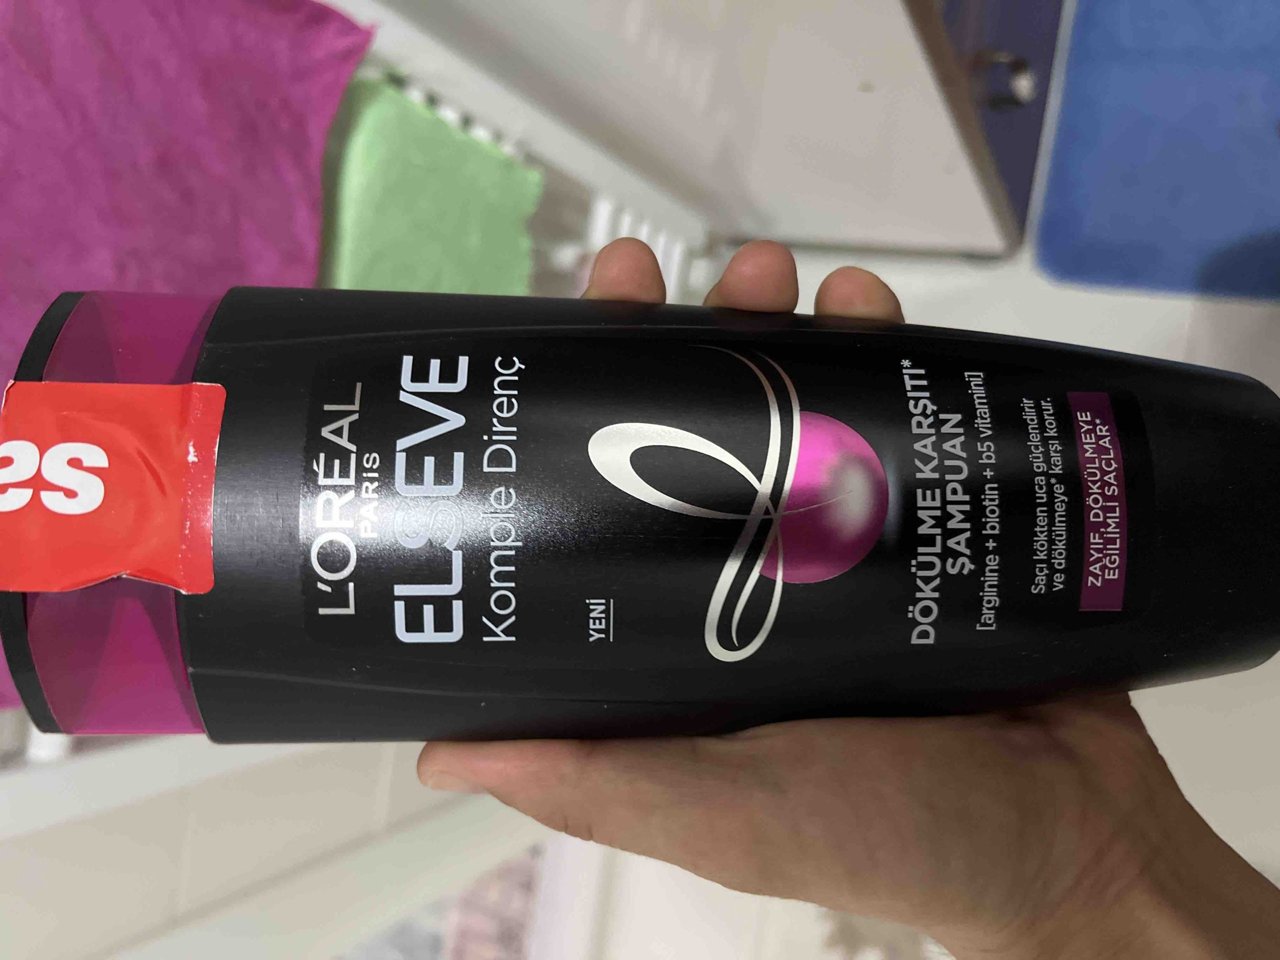 L'ORÉAL
PARİS
ELSEVE
Komple Direnç
YENİ
DÖKÜLME KARŞITI*
ŞAMPUAN
[arginine + biotin + b5 vitamini]
Saçı kökten uca güçlendirir
ve dökülmeye* karşı korur.
ZAYIF, DÖKÜLMEYE
EĞİLİMLİ SAÇLAR*